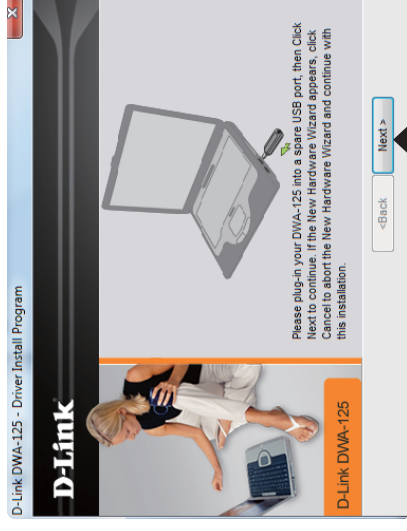 D-Link DWA-125 - Driver Install Program
X
D-Link
Please plug-in your DWA-125 into a spare USB port, then Click
Next to continue. If the New Hardware Wizard appears, click
Cancel to abort the New Hardware Wizard and continue with
this installation.
D-Link DWA-125
<Back
Next >